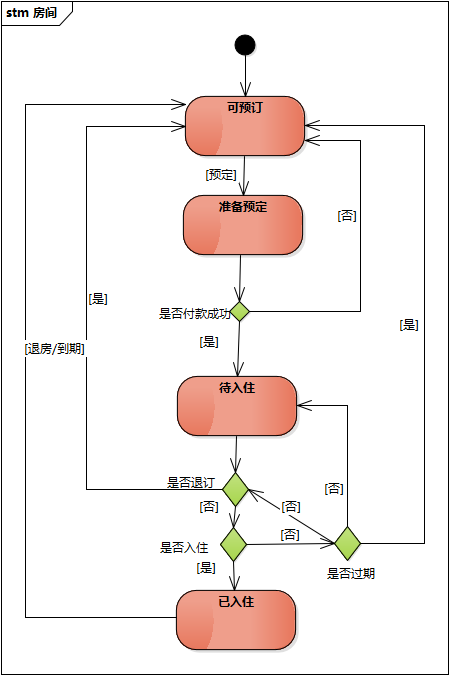 stm 房间
可预订
[预定]
准备预定
[否]
[是]
是否付款成功
[是]
[是]
[退房/到期]
待入住
是否退订
[否]
[否]
[否]
[否]
是否入住
是否过期
[是]
已入住